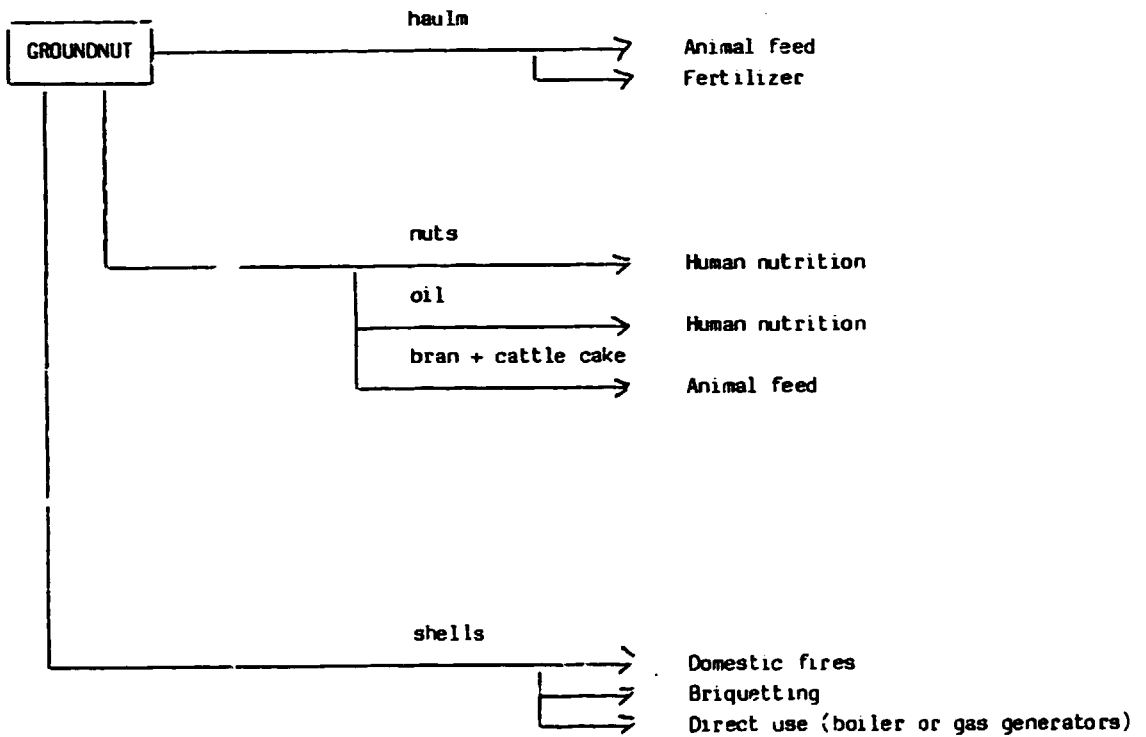 haulm
GROUNDNUT
Animal feed
Fertilizer
nuts
Human nutrition
oil
Human nutrition
bran + cattle cake
Animal feed
shells
Domestic fires
Briquetting
Direct use (boiler or gas generators)